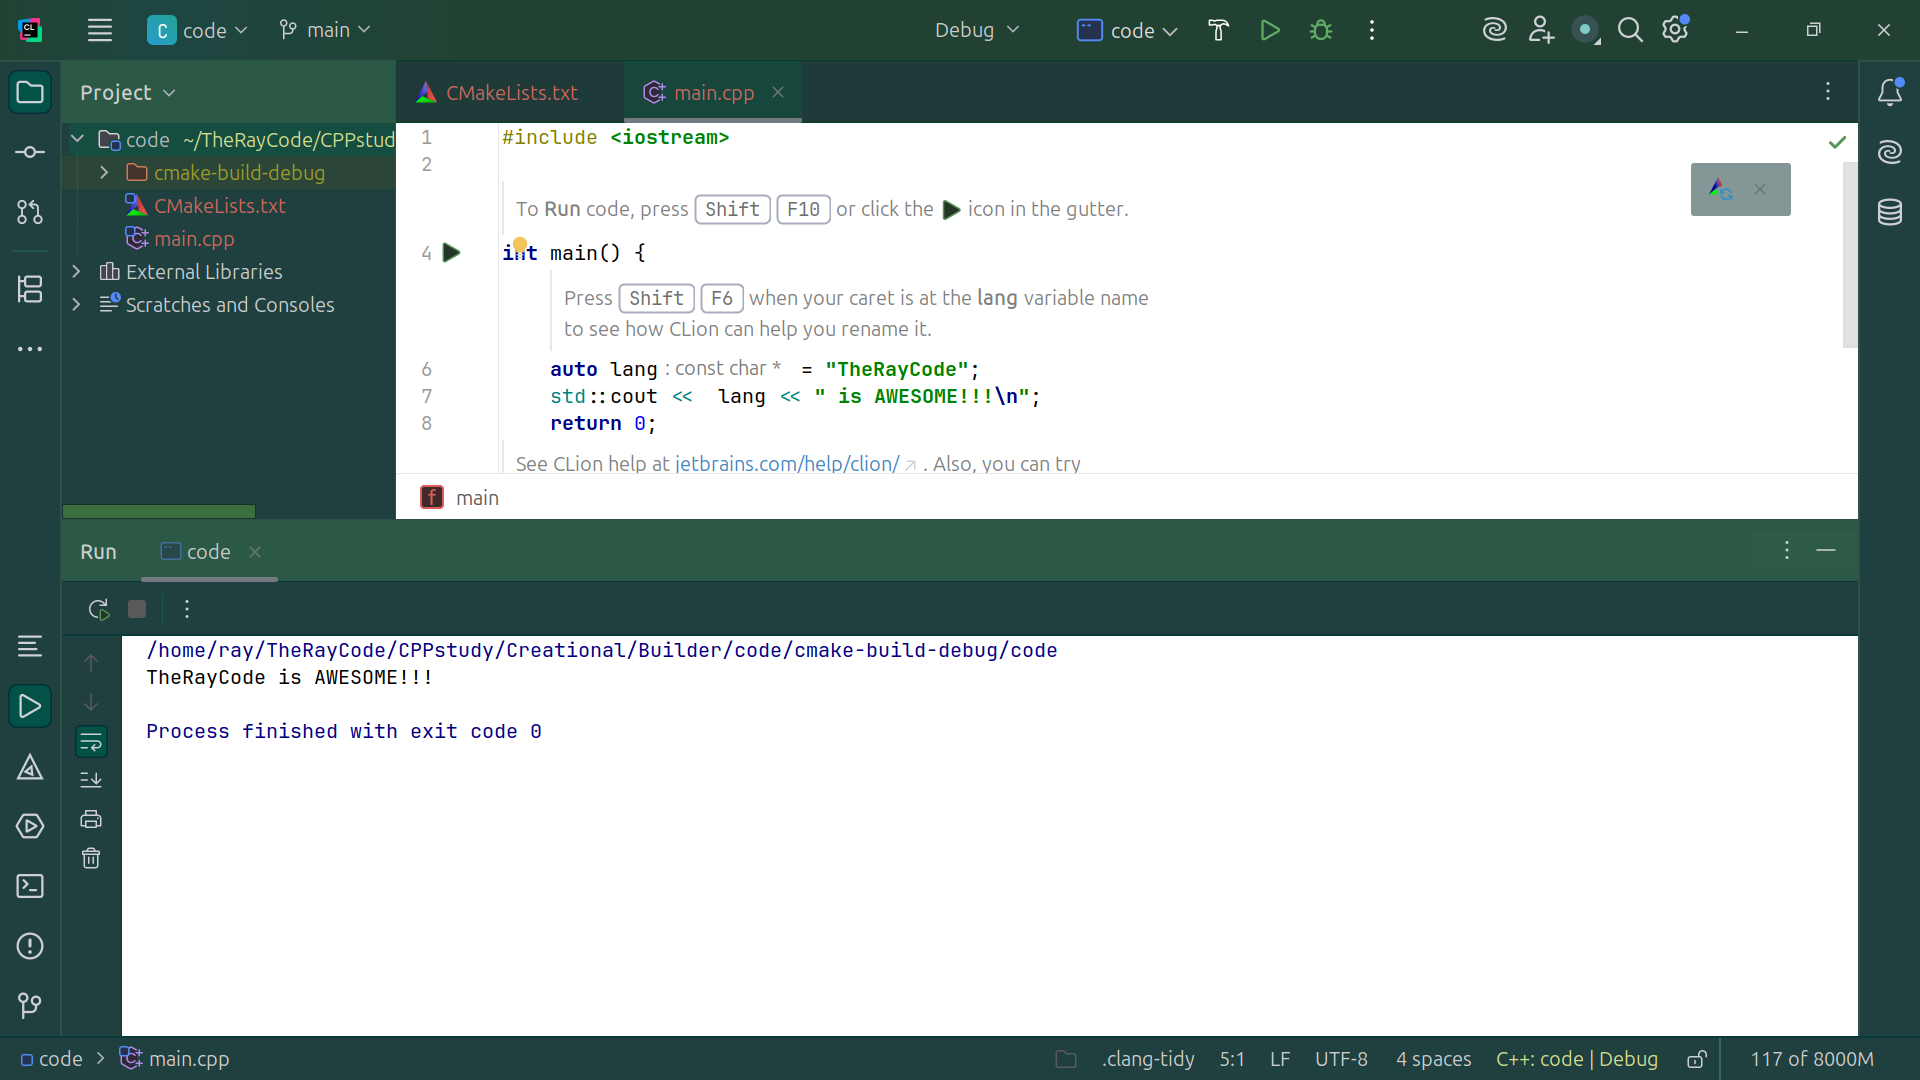 CL
C code main Debug code
Project CMakeLists.txt main.cpp
code ~/TheRayCode/CPPstud
cmake-build-debug
CMakeLists.txt
main.cpp
External Libraries
Scratches and Consoles
1 #include <iostream>
2
To Run code, press Shift F10 or click the icon in the gutter.
4 int main() {
Press Shift F6 when your caret is at the lang variable name
to see how CLion can help you rename it.
6 auto lang : const char * = "TheRayCode";
7 std::cout << lang << " is AWESOME!!!\n";
8 return 0;
See CLion help at jetbrains.com/help/clion/ . Also, you can try
f main
Run code
/home/ray/TheRayCode/CPPstudy/Creational/Builder/code/cmake-build-debug/code
TheRayCode is AWESOME!!!
Process finished with exit code 0
code > main.cpp .clang-tidy 5:1 LF UTF-8 4 spaces C++: code | Debug 117 of 8000M